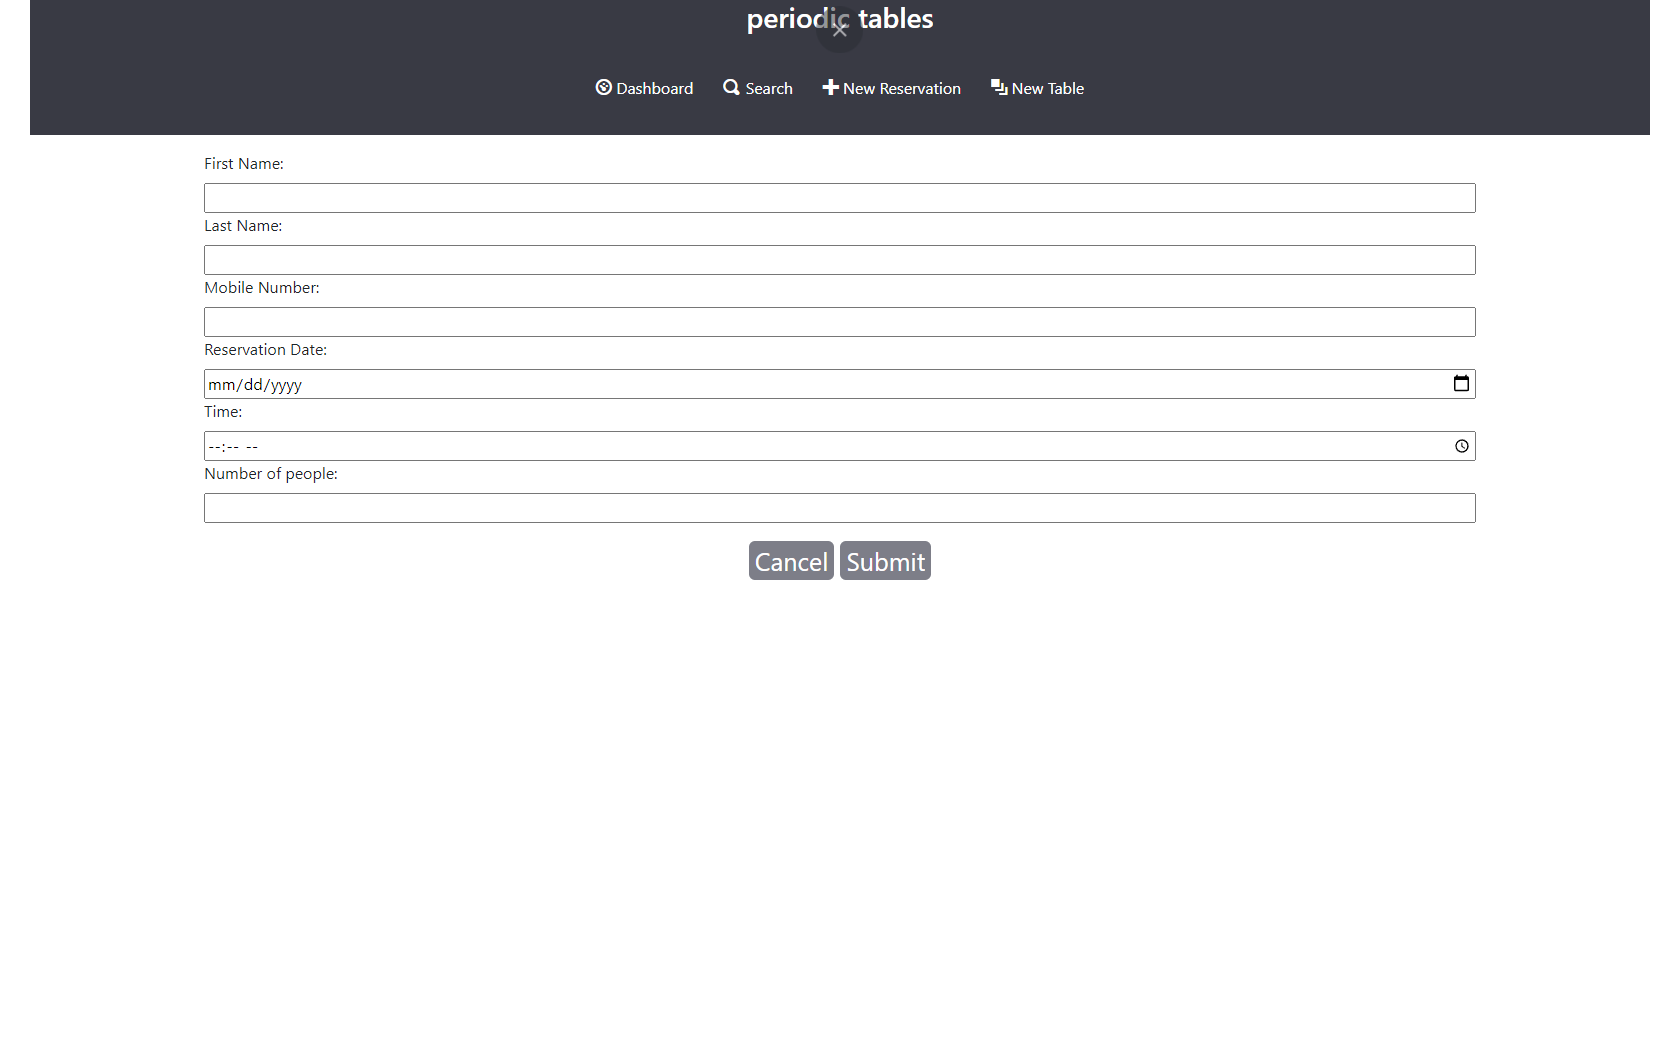 periodic tables
Dashboard Search New Reservation New Table
First Name:
Last Name:
Mobile Number:
Reservation Date:
mm/dd/yyyy
Time:
--:-- --
Number of people:
Cancel Submit